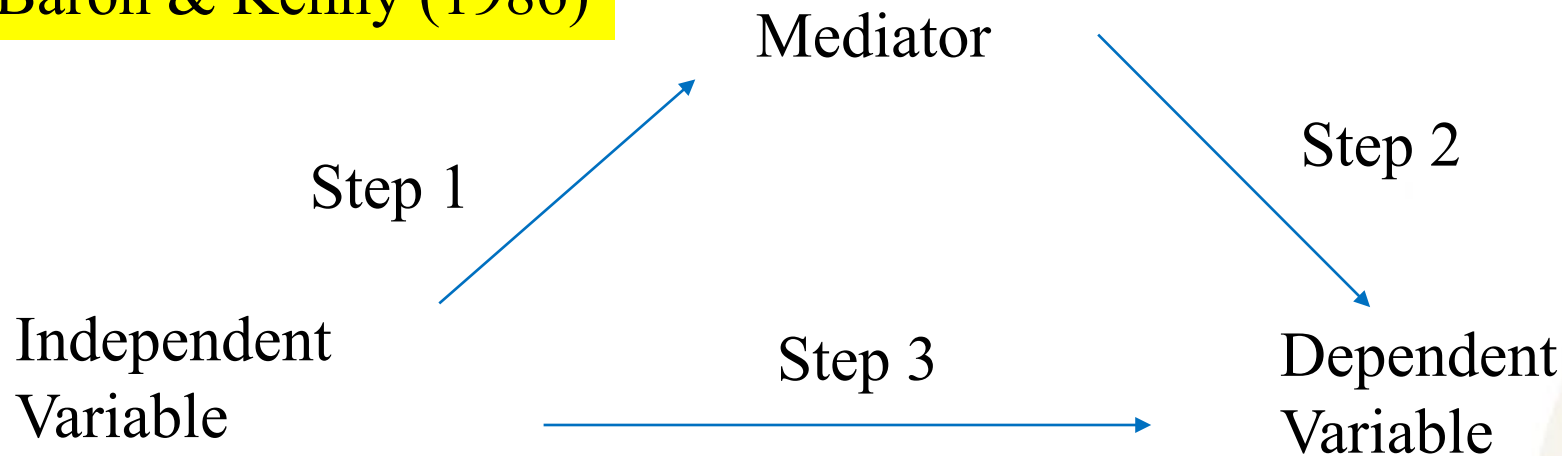 Baron & Kenny (1986)
Mediator
Step 2
Step 1
Independent
Variable
Step 3
Dependent
Variable